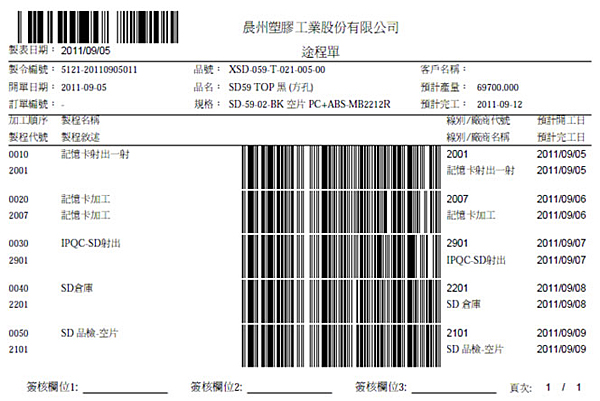 晨州塑膠工業股份有限公司
製表日期： 2011/09/05 途程單
製令編號： 5121-20110905011 品號： XSD-059-T-021-005-00 客戶名稱：
開單日期： 2011-09-05 品名： SD59 TOP 黑 (方孔) 預計產量： 69700.000
訂單編號： - 規格： SD-59-02-BK 空片 PC+ABS-MB2212R 預計完工： 2011-09-12
加工順序 製程名稱 線別/廠商代號 預計開工日
製程代號 製程敘述 線別/廠商名稱 預計完工日
0010 記憶卡射出一射 2001 2011/09/05
2001 記憶卡射出一射 2011/09/05
0020 記憶卡加工 2007 2011/09/06
2007 記憶卡加工 記憶卡加工 2011/09/06
0030 IPQC-SD射出 2901 2011/09/07
2901 IPQC-SD射出 2011/09/07
0040 SD倉庫 2201 2011/09/08
2201 SD 倉庫 2011/09/08
0050 SD 品檢-空片 2101 2011/09/09
2101 SD 品檢-空片 2011/09/09
簽核欄位1: 簽核欄位2: 簽核欄位3: 頁次: 1 / 1